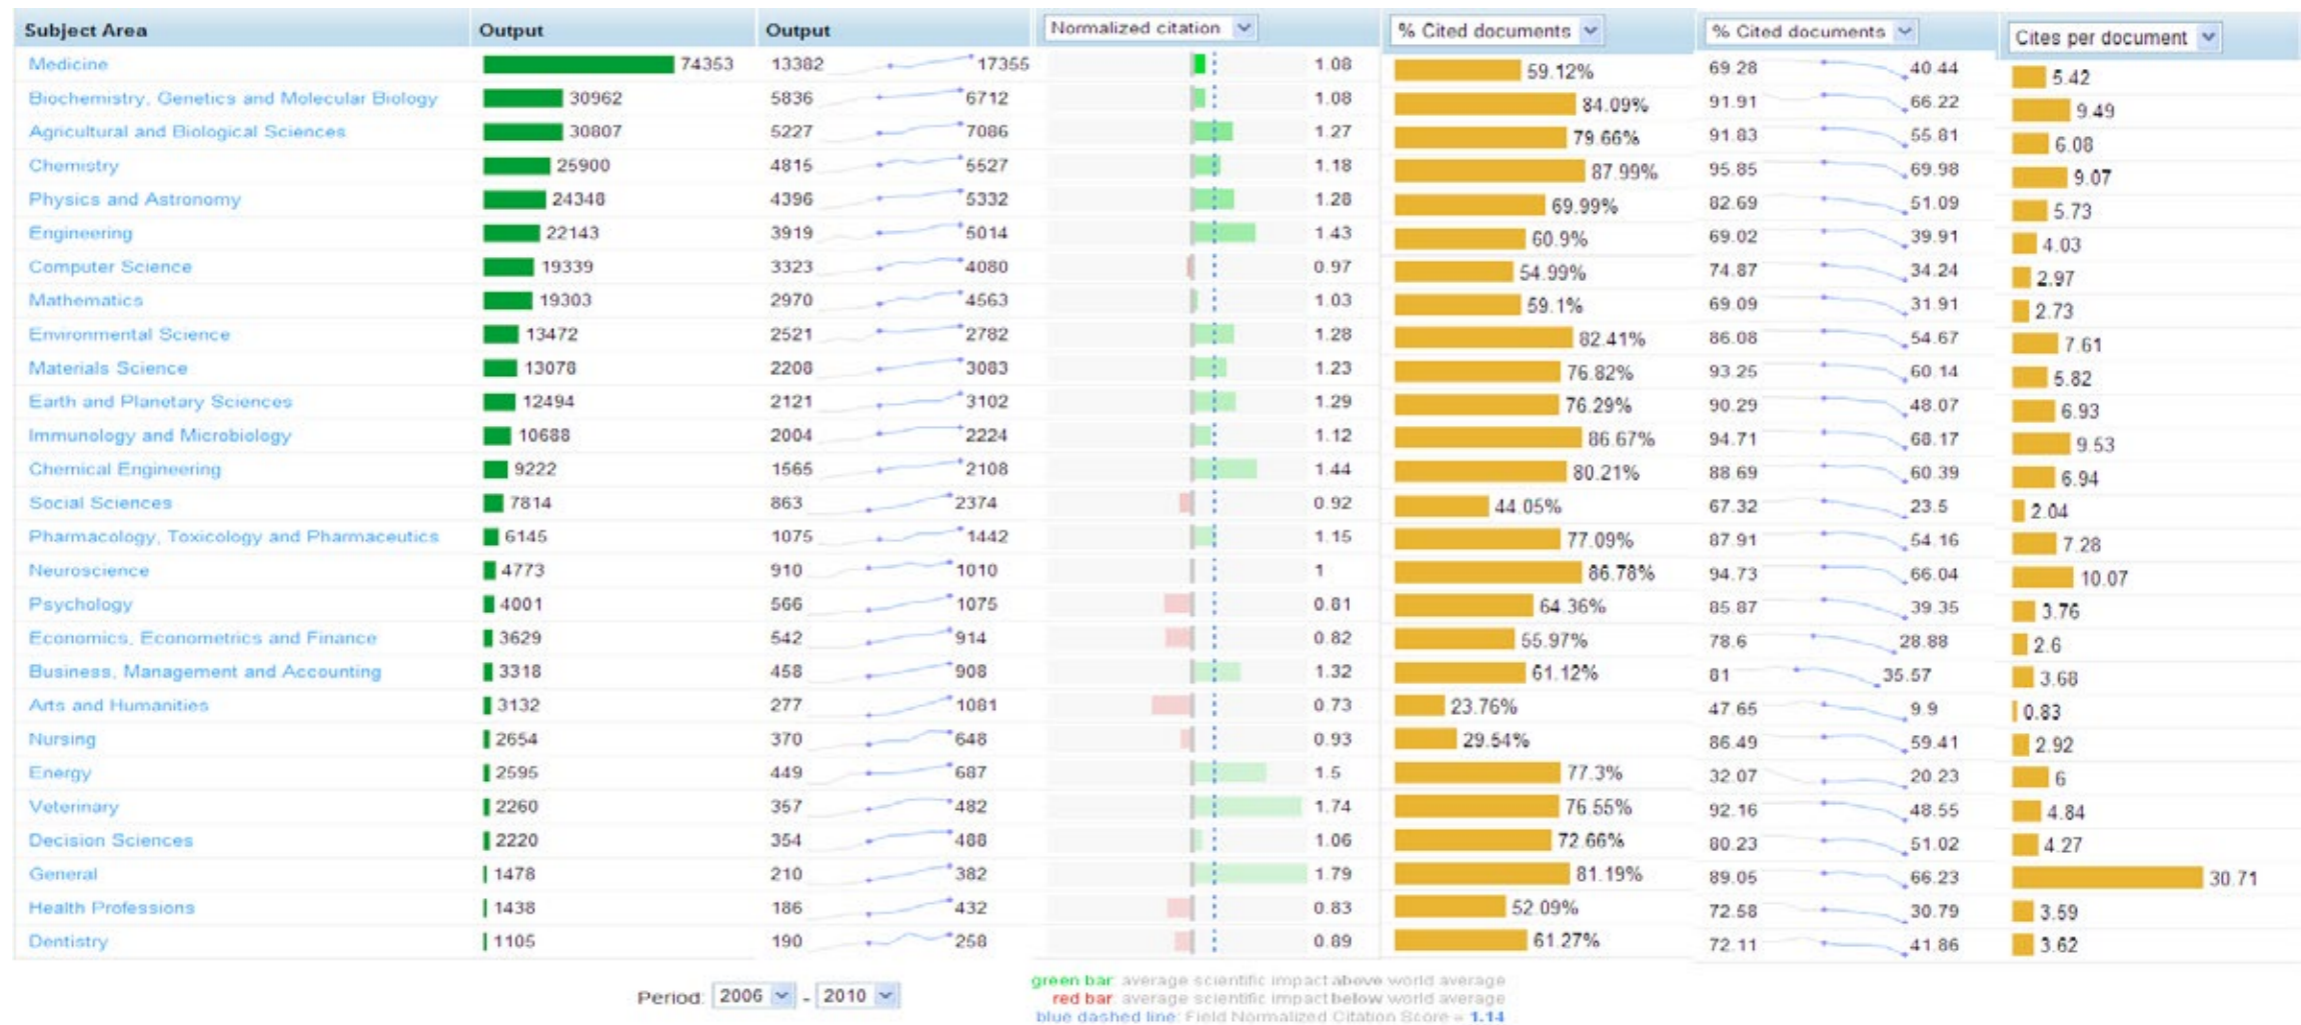 Subject Area Output Output Normalized citation % Cited documents % Cited documents Cites per document
Medicine 74353 13382 17355 1.08 59.12% 69.28 40.44 5.42
Biochemistry, Genetics and Molecular Biology 30962 5836 6712 1.08 84.09% 91.91 66.22 9.49
Agricultural and Biological Sciences 30807 5227 7086 1.27 79.66% 91.83 55.81 6.08
Chemistry 25900 4815 5527 1.18 87.99% 95.85 69.98 9.07
Physics and Astronomy 24348 4396 5332 1.28 69.99% 82.69 51.09 5.73
Engineering 22143 3919 5014 1.43 60.9% 69.02 39.91 4.03
Computer Science 19339 3323 4080 0.97 54.99% 74.87 34.24 2.97
Mathematics 19303 2970 4563 1.03 59.1% 69.09 31.91 2.73
Environmental Science 13472 2521 2782 1.28 82.41% 86.08 54.67 7.61
Materials Science 13078 2208 3083 1.23 76.82% 93.25 60.14 5.82
Earth and Planetary Sciences 12494 2121 3102 1.29 76.29% 90.29 48.07 6.93
Immunology and Microbiology 10688 2004 2224 1.12 86.67% 94.71 68.17 9.53
Chemical Engineering 9222 1565 2108 1.44 80.21% 88.69 60.39 6.94
Social Sciences 7814 863 2374 0.92 44.05% 67.32 23.5 2.04
Pharmacology, Toxicology and Pharmaceutics 6145 1075 1442 1.15 77.09% 87.91 54.16 7.28
Neuroscience 4773 910 1010 1 86.78% 94.73 66.04 10.07
Psychology 4001 566 1075 0.81 64.36% 85.87 39.35 3.76
Economics, Econometrics and Finance 3629 542 914 0.82 55.97% 78.6 28.88 2.6
Business, Management and Accounting 3318 458 908 1.32 61.12% 81 35.57 3.68
Arts and Humanities 3132 277 1081 0.73 23.76% 47.65 9.9 0.83
Nursing 2654 370 648 0.93 29.54% 86.49 59.41 2.92
Energy 2595 449 687 1.5 77.3% 32.07 20.23 6
Veterinary 2260 357 482 1.74 76.55% 92.16 48.55 4.84
Decision Sciences 2220 354 488 1.06 72.66% 80.23 51.02 4.27
General 1478 210 382 1.79 81.19% 89.05 66.23 30.71
Health Professions 1438 186 432 0.83 52.09% 72.58 30.79 3.59
Dentistry 1105 190 258 0.89 61.27% 72.11 41.86 3.62
Period: 2006 - 2010
green bar: average scientific impact above world average
red bar: average scientific impact below world average
blue dashed line: Field Normalized Citation Score = 1.14